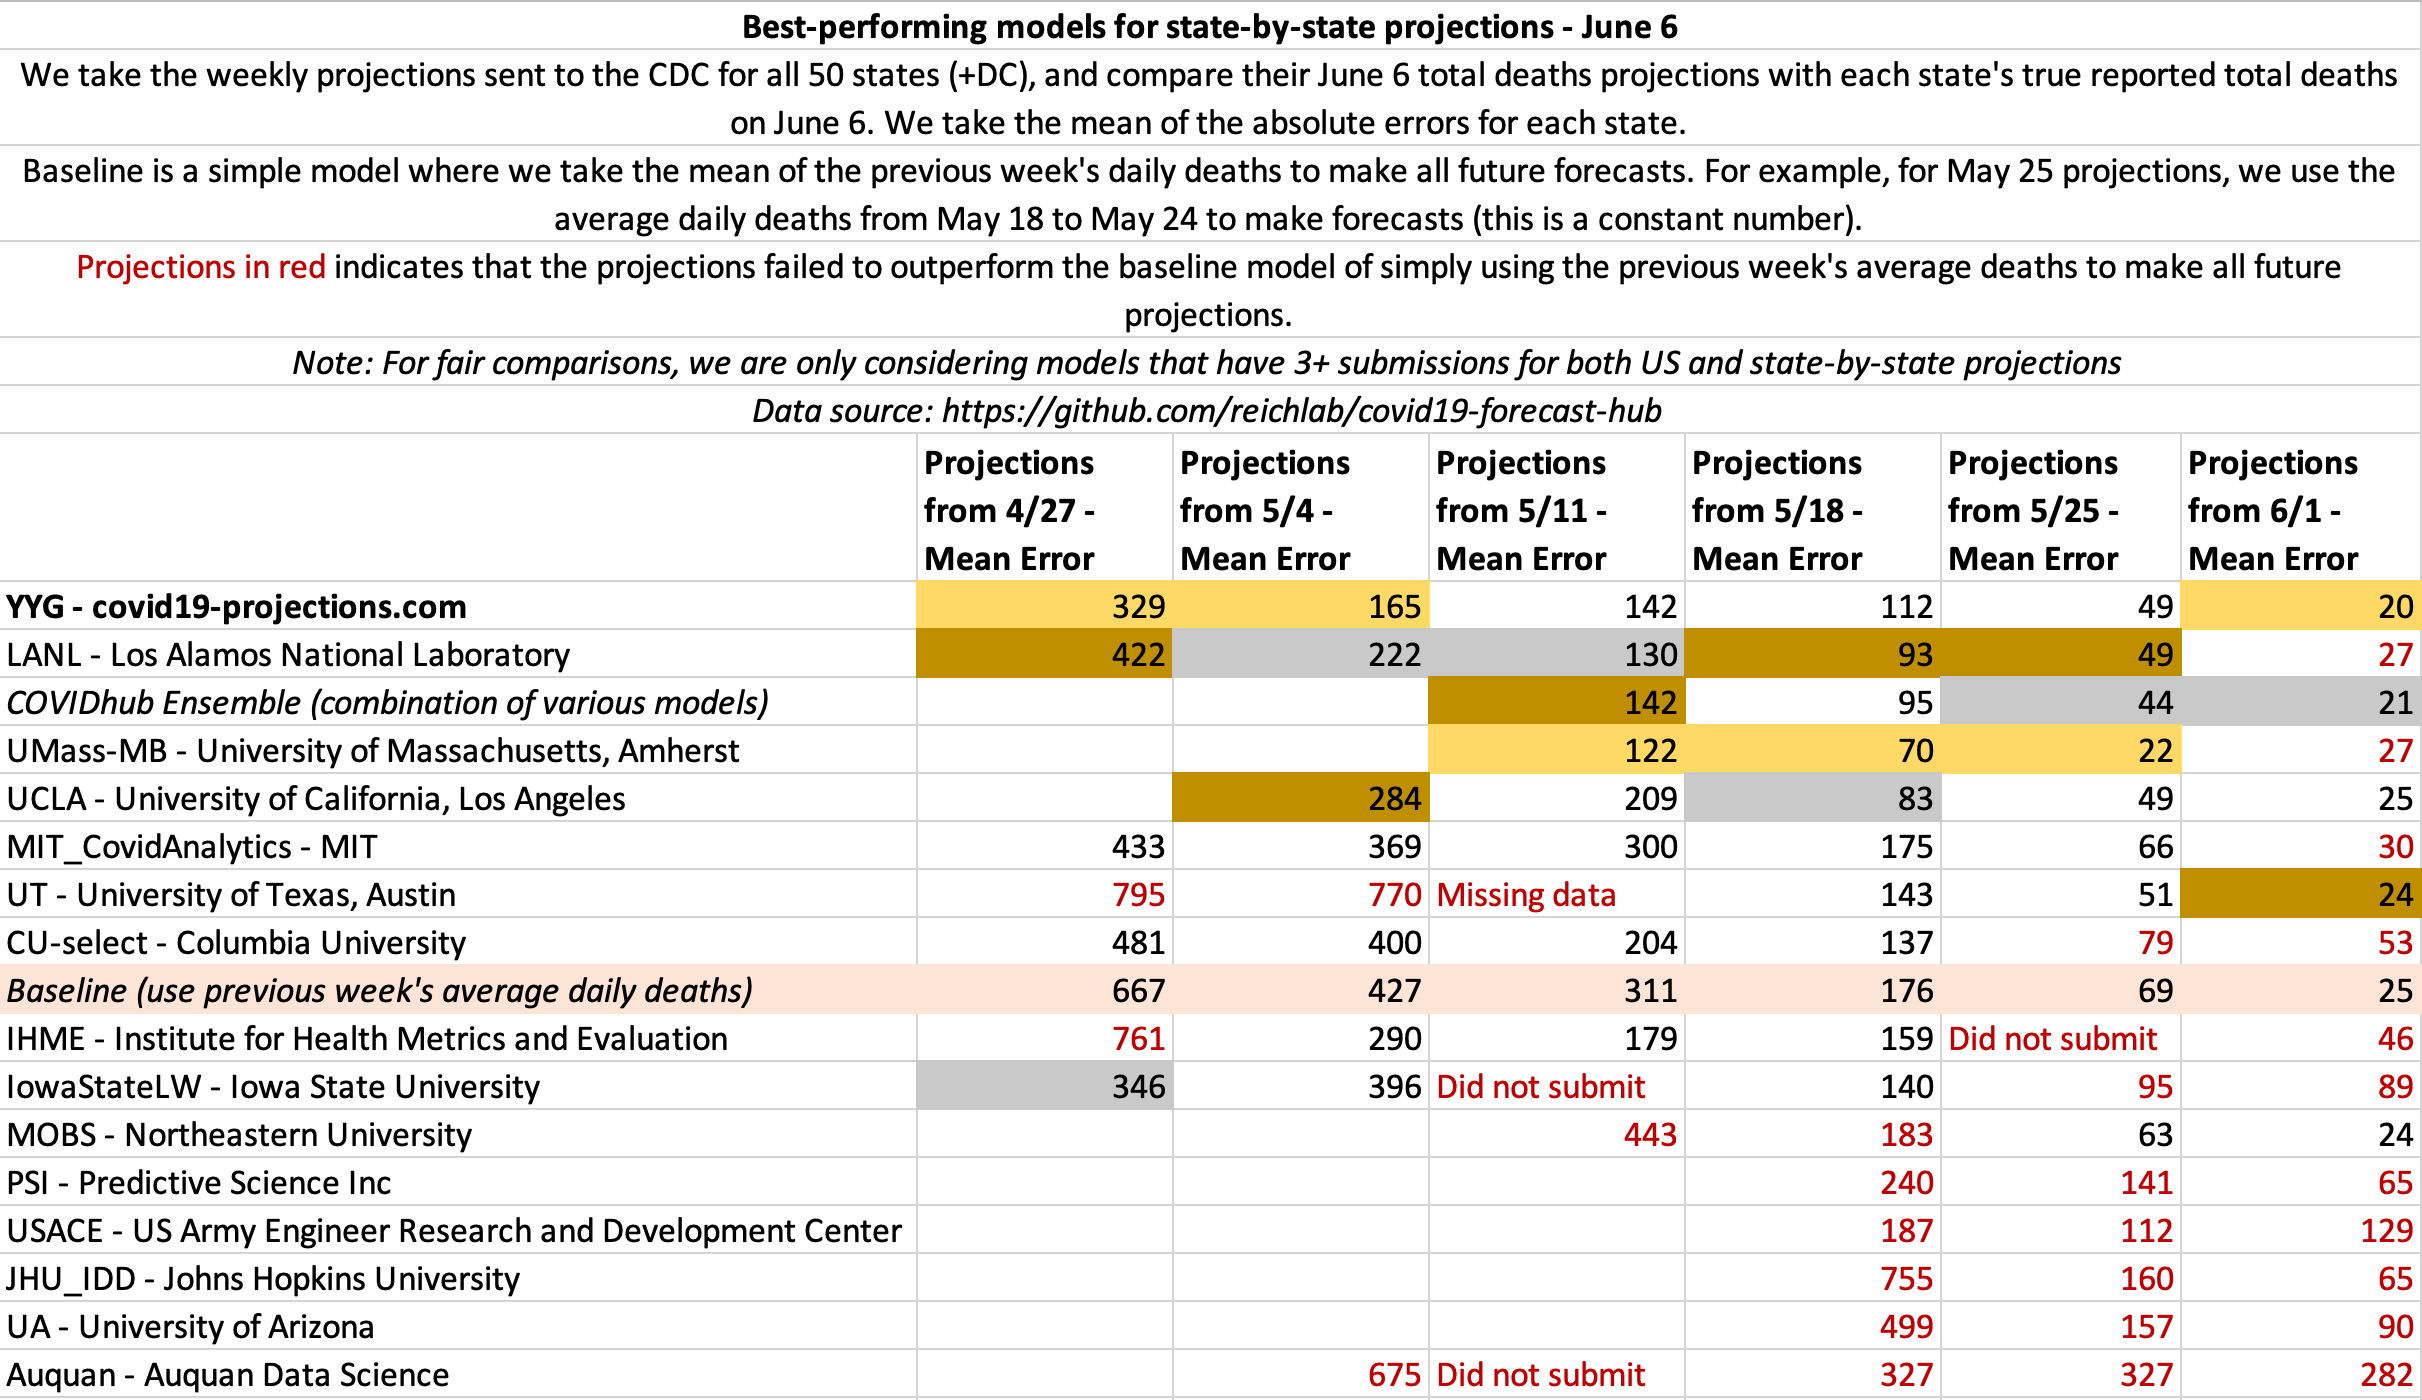 Best-performing models for state-by-state projections - June 6
We take the weekly projections sent to the CDC for all 50 states (+DC), and compare their June 6 total deaths projections with each state's true reported total deaths
on June 6. We take the mean of the absolute errors for each state.
Baseline is a simple model where we take the mean of the previous week's daily deaths to make all future forecasts. For example, for May 25 projections, we use the
average daily deaths from May 18 to May 24 to make forecasts (this is a constant number).
Projections in red indicates that the projections failed to outperform the baseline model of simply using the previous week's average deaths to make all future
projections.
Note: For fair comparisons, we are only considering models that have 3+ submissions for both US and state-by-state projections
Data source: https://github.com/reichlab/covid19-forecast-hub
Projections Projections Projections Projections Projections Projections
from 4/27 - from 5/4 - from 5/11 - from 5/18 - from 5/25 - from 6/1 -
Mean Error Mean Error Mean Error Mean Error Mean Error Mean Error
YYG - covid19-projections.com 329 165 142 112 49 20
LANL - Los Alamos National Laboratory 422 222 130 93 49 27
COVIDhub Ensemble (combination of various models) 142 95 44 21
UMass-MB - University of Massachusetts, Amherst 122 70 22 27
UCLA - University of California, Los Angeles 284 209 83 49 25
MIT_CovidAnalytics - MIT 433 369 300 175 66 30
UT - University of Texas, Austin 795 770 Missing data 143 51 24
CU-select - Columbia University 481 400 204 137 79 53
Baseline (use previous week's average daily deaths) 667 427 311 176 69 25
IHME - Institute for Health Metrics and Evaluation 761 290 179 159 Did not submit 46
IowaStateLW - Iowa State University 346 396 Did not submit 140 95 89
MOBS - Northeastern University 443 183 63 24
PSI - Predictive Science Inc 240 141 65
USACE - US Army Engineer Research and Development Center 187 112 129
JHU_IDD - Johns Hopkins University 755 160 65
UA - University of Arizona 499 157 90
Auquan - Auquan Data Science 675 Did not submit 327 327 282